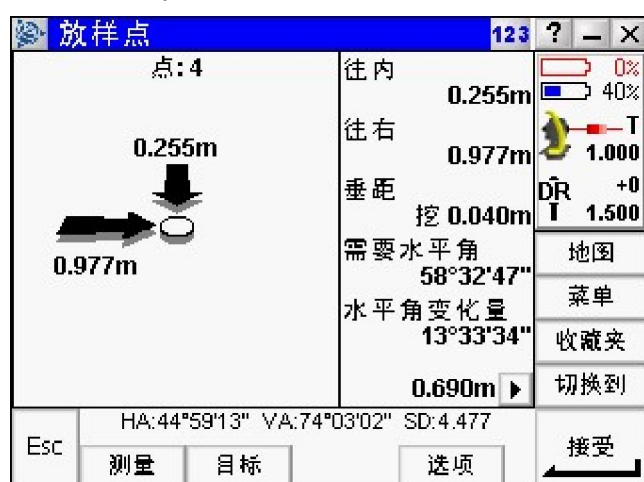 放样点
123 ? – ×
点:4
0.255m
0.977m
往内
0.255m
往右
0.977m
垂距
挖 0.040m
需要水平角
58°32'47"
水平角变化量
13°33'34"
0.690m
0%
40%
T
1.000
DR +0
T 1.500
地图
菜单
收藏夹
切换到
HA:44°59'13" VA:74°03'02" SD:4.477
Esc
测量
目标
选项
接受